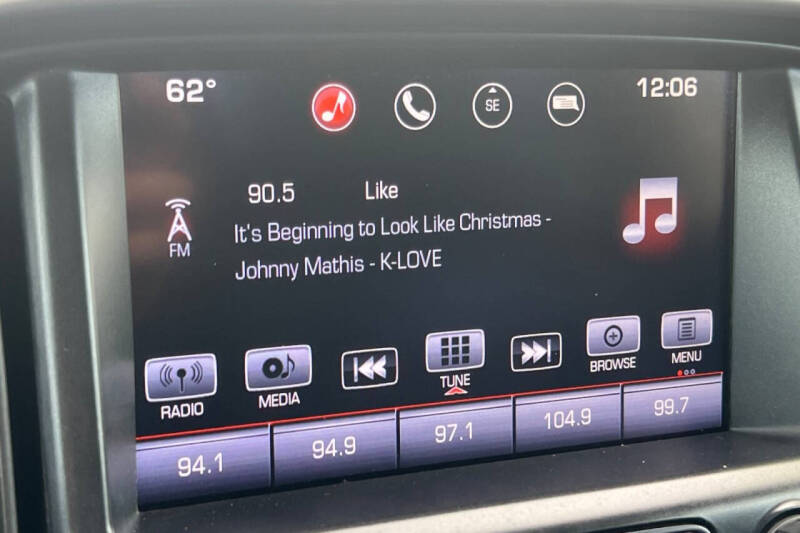 62°
SE
12:06
90.5 Like
FM
It's Beginning to Look Like Christmas -
Johnny Mathis - K-LOVE
RADIO
MEDIA
TUNE
BROWSE
MENU
94.1
94.9
97.1
104.9
99.7